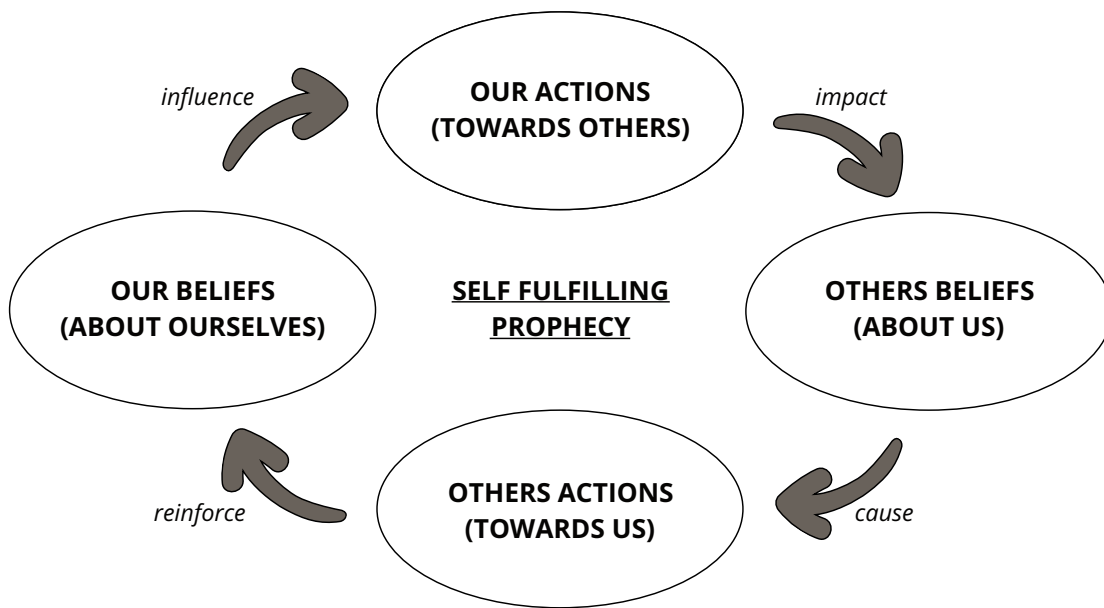 influence
OUR ACTIONS
(TOWARDS OTHERS)
impact
OUR BELIEFS
(ABOUT OURSELVES)
SELF FULFILLING
PROPHECY
OTHERS BELIEFS
(ABOUT US)
reinforce
OTHERS ACTIONS
(TOWARDS US)
cause